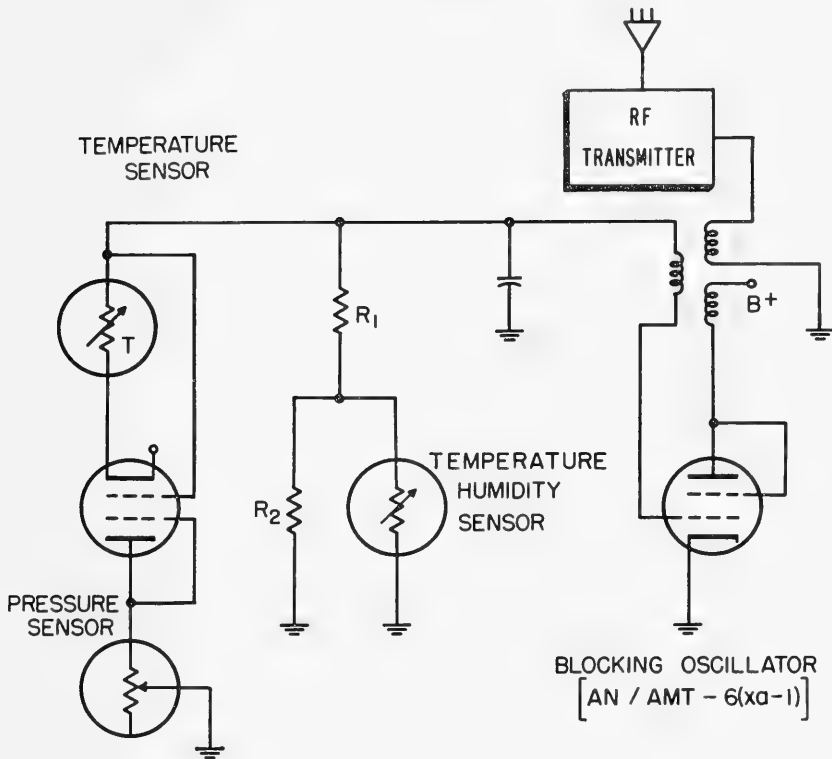 RF
TRANSMITTER
TEMPERATURE
SENSOR
T
R1
B+
R2
TEMPERATURE
HUMIDITY
SENSOR
PRESSURE
SENSOR
BLOCKING OSCILLATOR
[AN / AMT - 6(xa-1)]